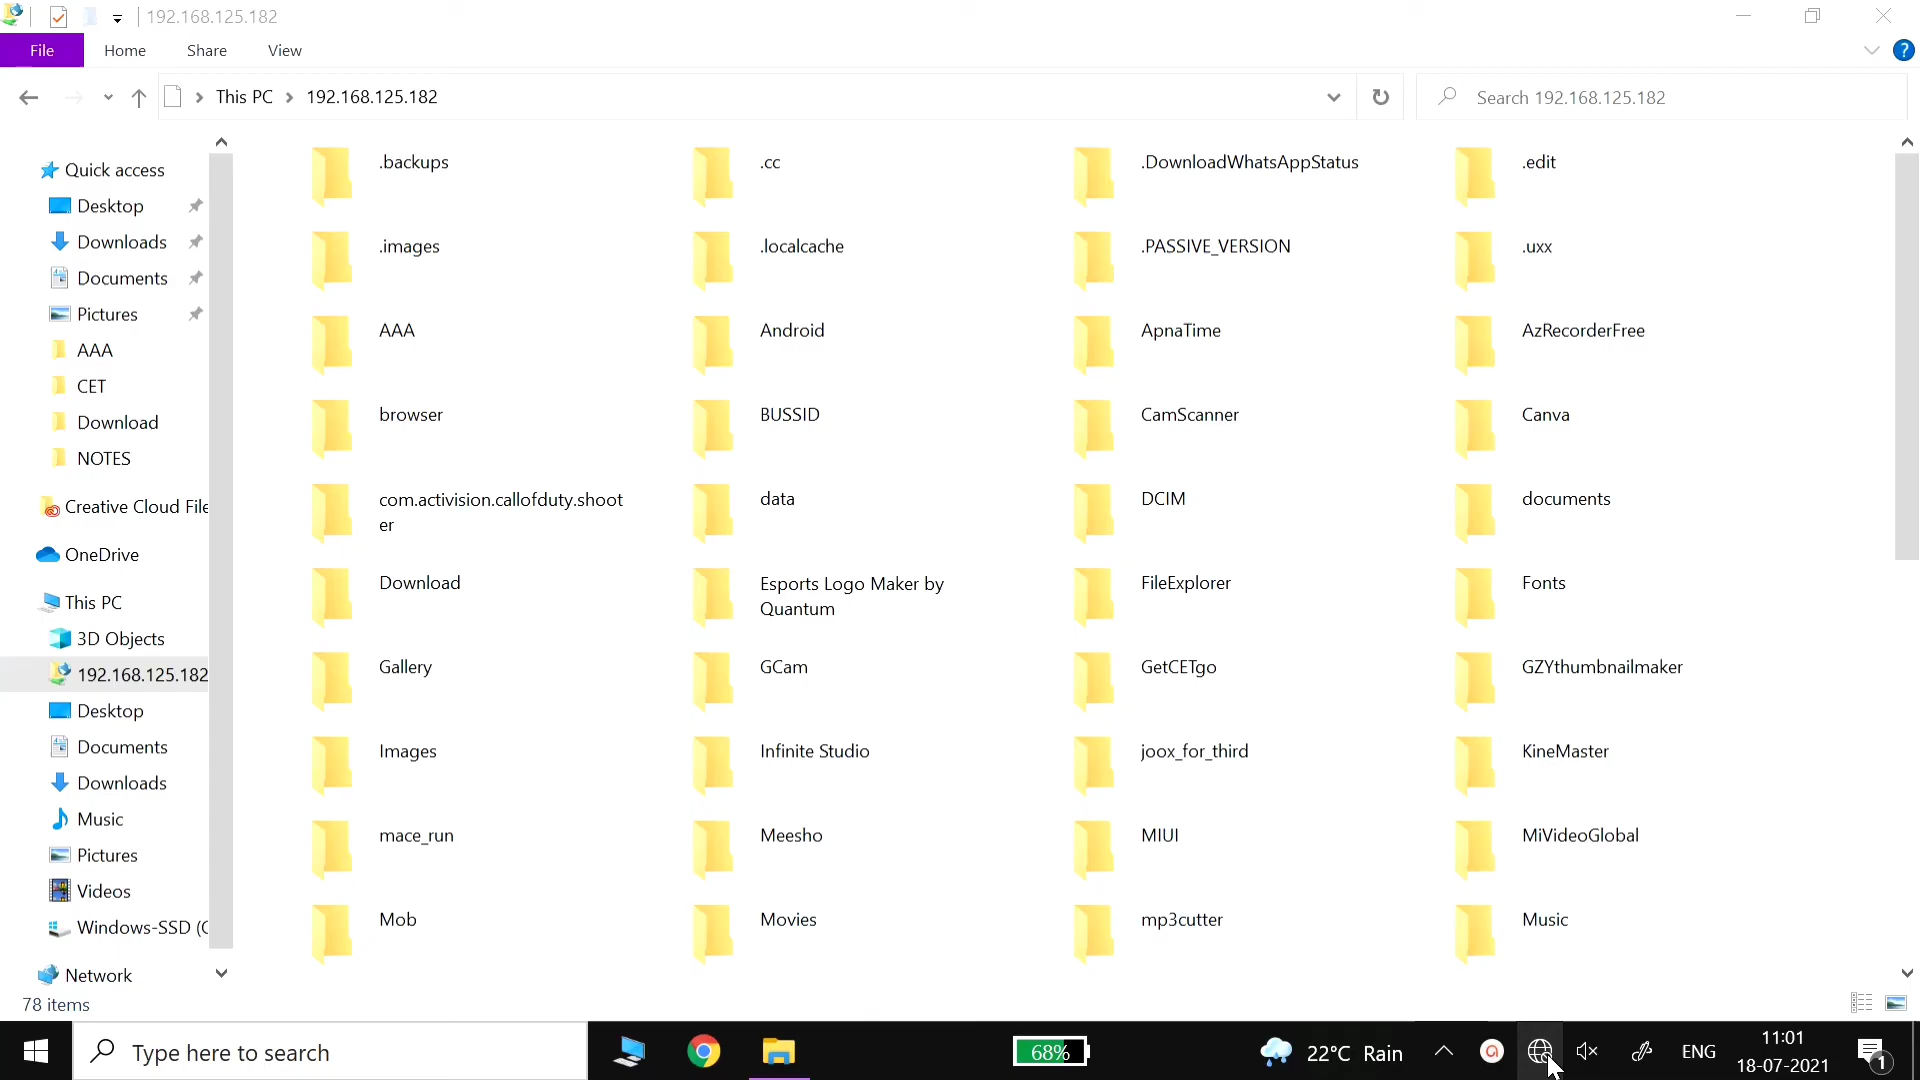 192.168.125.182
File Home Share View
This PC 192.168.125.182 Search 192.168.125.182
Quick access
Desktop
Downloads
Documents
Pictures
AAA
CET
Download
NOTES
Creative Cloud File
OneDrive
This PC
3D Objects
192.168.125.182
Desktop
Documents
Downloads
Music
Pictures
Videos
Windows-SSD (C
Network
.backups .cc .DownloadWhatsAppStatus .edit
.images .localcache .PASSIVE_VERSION .uxx
AAA Android ApnaTime AzRecorderFree
browser BUSSID CamScanner Canva
com.activision.callofduty.shoot
er
data DCIM documents
Download
Esports Logo Maker by
Quantum
FileExplorer Fonts
Gallery GCam GetCETgo GZYthumbnailmaker
Images Infinite Studio joox_for_third KineMaster
mace_run Meesho MIUI MiVideoGlobal
Mob Movies mp3cutter Music
78 items
Type here to search 68% 22°C Rain ENG 11:01
18-07-2021
1